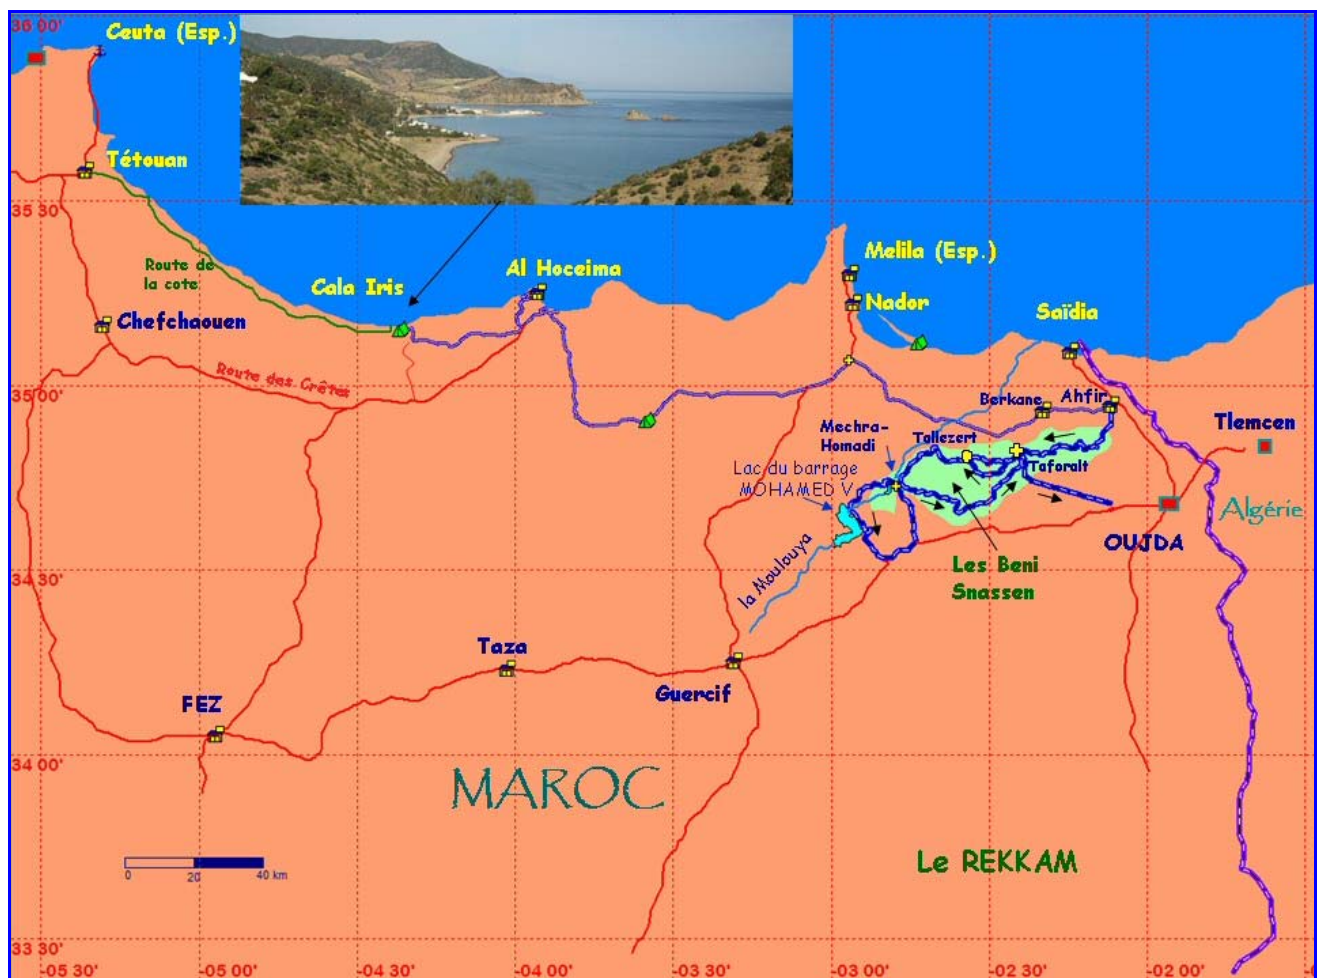 36 00'
Ceuta (Esp.)
Tétouan
35 30'
Route de
la cote
Cala Iris
Al Hoceima
Melila (Esp.)
Nador
Saïdia
Chefchaouen
Route des Crêtes
35 00'
Berkane
Ahfir
Tlemcen
Mechra-
Homadi
Tallezert
Taforalt
Lac du barrage
MOHAMED V
Algérie
OUJDA
34 30'
la Moulouya
Les Beni
Snassen
Taza
Guercif
FEZ
34 00'
MAROC
Le REKKAM
0 20 40 km
33 30'
-05 30' -05 00' -04 30' -04 00' -03 30' -03 00' -02 30' -02 00'